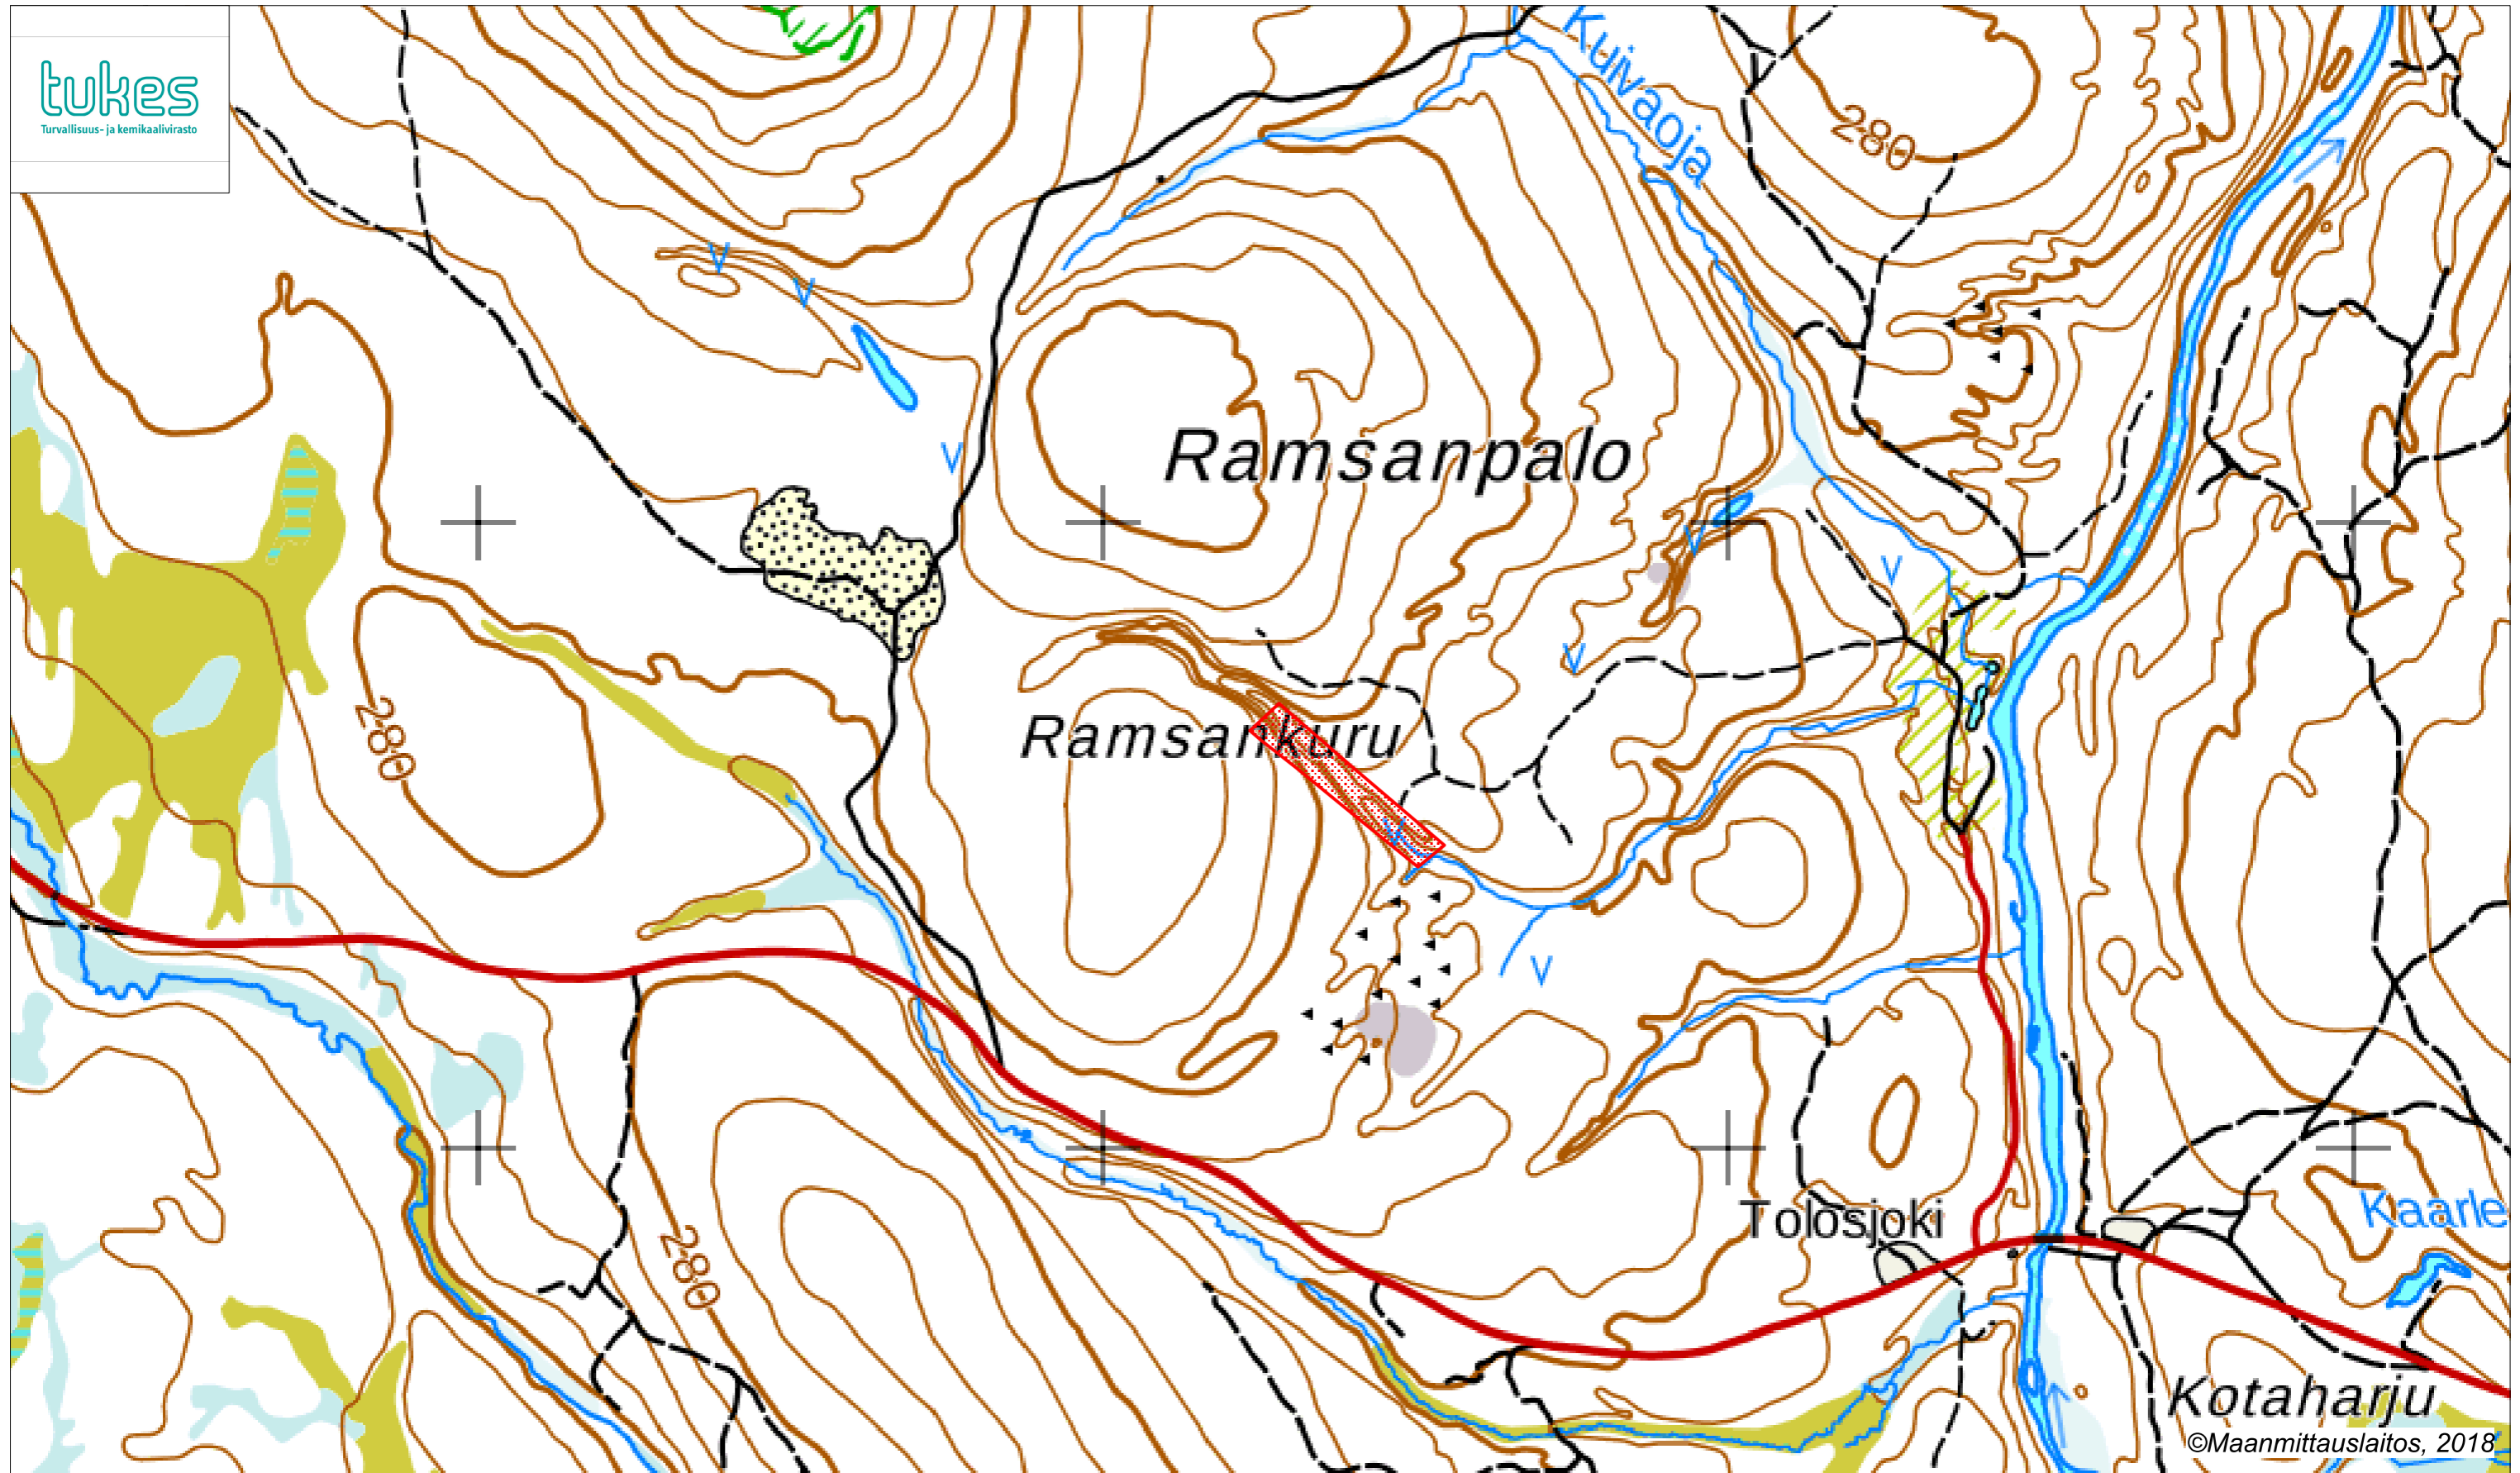 tukes
Turvallisuus- ja kemikaalivirasto
Kuivaoja
280
Ramsanpalo
Ramsankuru
280
Tolosjoki
Kaarle
280
Kotaharju
©Maanmittauslaitos, 2018